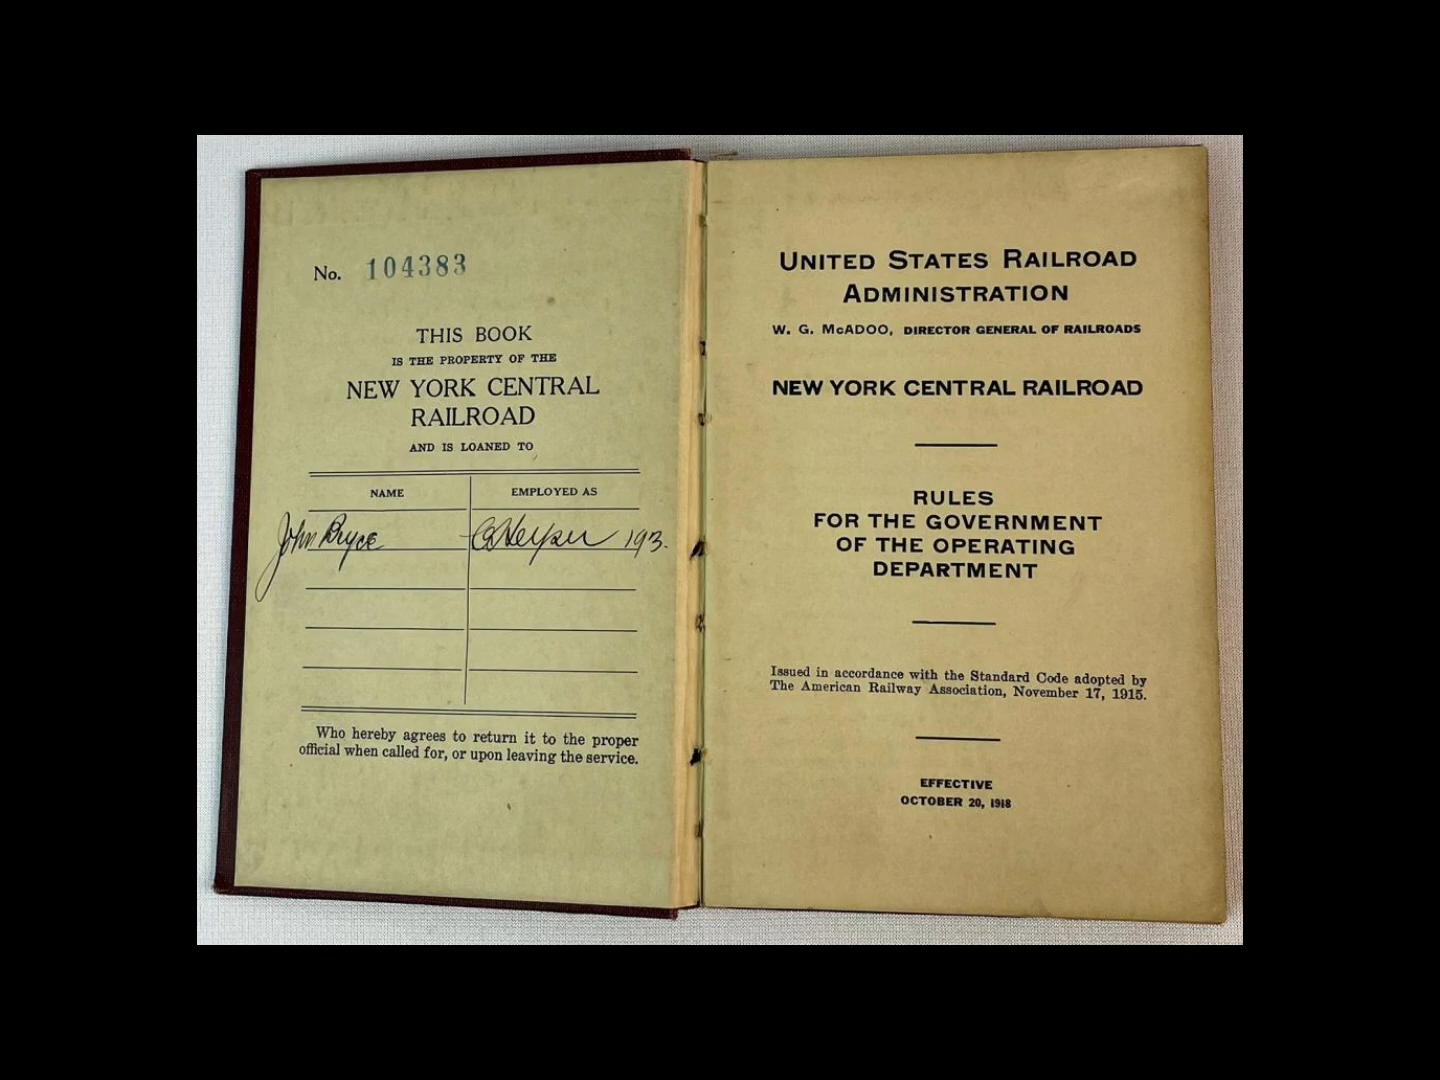 No. 104383
THIS BOOK
IS THE PROPERTY OF THE
NEW YORK CENTRAL
RAILROAD
AND IS LOANED TO
NAME EMPLOYED AS
John Bryce 193.
Who hereby agrees to return it to the proper
official when called for, or upon leaving the service.
UNITED STATES RAILROAD
ADMINISTRATION
W. G. McADOO, DIRECTOR GENERAL OF RAILROADS
NEW YORK CENTRAL RAILROAD
RULES
FOR THE GOVERNMENT
OF THE OPERATING
DEPARTMENT
Issued in accordance with the Standard Code adopted by
The American Railway Association, November 17, 1915.
EFFECTIVE
OCTOBER 20, 1918